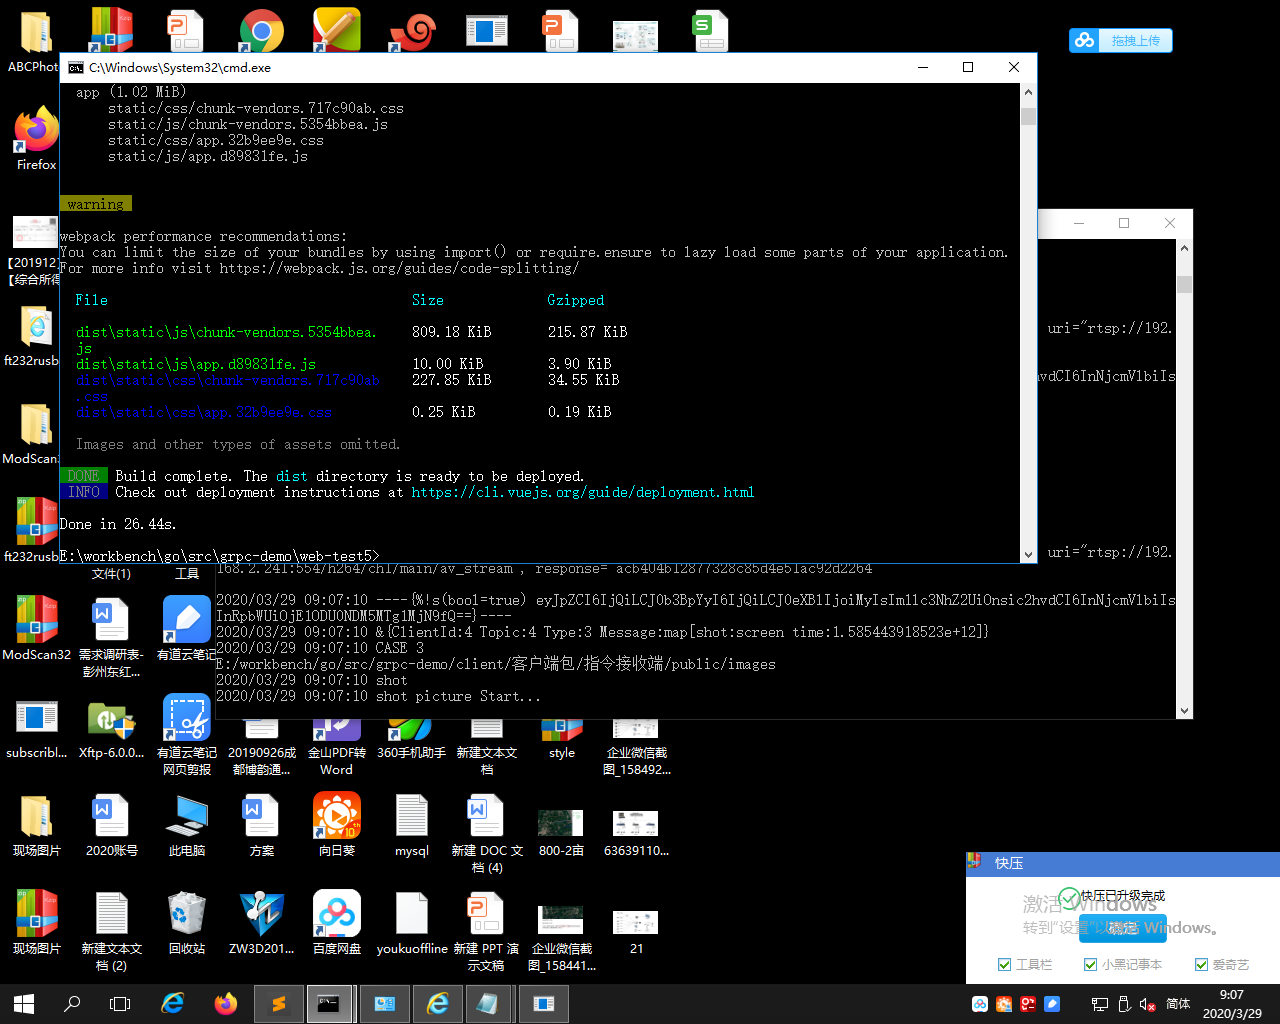 拖拽上传
ABCPhot
Firefox
【20191
【综合所得
ft232rusb
ModScan
ft232rusb
C:\Windows\System32\cmd.exe
app (1.02 MiB)
static/css/chunk-vendors.717c90ab.css
static/js/chunk-vendors.5354bbea.js
static/css/app.32b9ee9e.css
static/js/app.d89831fe.js
warning
webpack performance recommendations:
You can limit the size of your bundles by using import() or require.ensure to lazy load some parts of your application.
For more info visit https://webpack.js.org/guides/code-splitting/
File Size Gzipped
dist\static\js\chunk-vendors.5354bbea. 809.18 KiB 215.87 KiB
js
dist\static\js\app.d89831fe.js 10.00 KiB 3.90 KiB
dist\static\css\chunk-vendors.717c90ab 227.85 KiB 34.55 KiB
.css
dist\static\css\app.32b9ee9e.css 0.25 KiB 0.19 KiB
Images and other types of assets omitted.
DONE Build complete. The dist directory is ready to be deployed.
INFO Check out deployment instructions at https://cli.vuejs.org/guide/deployment.html
Done in 26.44s.
E:\workbench\go\src\grpc-demo\web-test5>
uri="rtsp://192.
hvdCI6InNjcmV1biIs
uri="rtsp://192.
168.2.241:554/h264/ch1/main/av_stream", response="acb404b12877328c85d4e51ac92d2264
2020/03/29 09:07:10 ----{%!s(bool=true) eyJpZCI6IjQiLCJ0b3BpYyI6IjQiLCJ0eXBlIjoiMyIsIm1lc3NhZ2UiOnsic2hvdCI6InNjcmV1biIs
InRpbWUiOjE1ODU0NDM5MTg1MjN9fQ==}----
2020/03/29 09:07:10 &{ClientId:4 Topic:4 Type:3 Message:map[shot:screen time:1.585443918523e+12]}
2020/03/29 09:07:10 CASE 3
E:/workbench/go/src/grpc-demo/client/客户端包/指令接收端/public/images
2020/03/29 09:07:10 shot
2020/03/29 09:07:10 shot picture Start...
文件(1) 工具
ModScan32 需求调研表- 有道云笔记
彭州东红...
subscribl... Xftp-6.0.0... 有道云笔记 20190926成 金山PDF转 360手机助手 新建文本文 style 企业微信截
网页剪报 都博韵通... Word 档 图_158492...
现场图片 2020账号 此电脑 方案 向日葵 mysql 新建 DOC 文 800-2亩 63639110...
档 (4)
现场图片 新建文本文 回收站 ZW3D201... 百度网盘 youkuoffline 新建 PPT 演 企业微信截 21
档 (2) 示文稿 图_158441...
快压
快压已升级完成
激活 Windows
转到"设置"以激活 Windows。
确定
工具栏 小黑记事本 爱奇艺
简体
9:07
2020/3/29